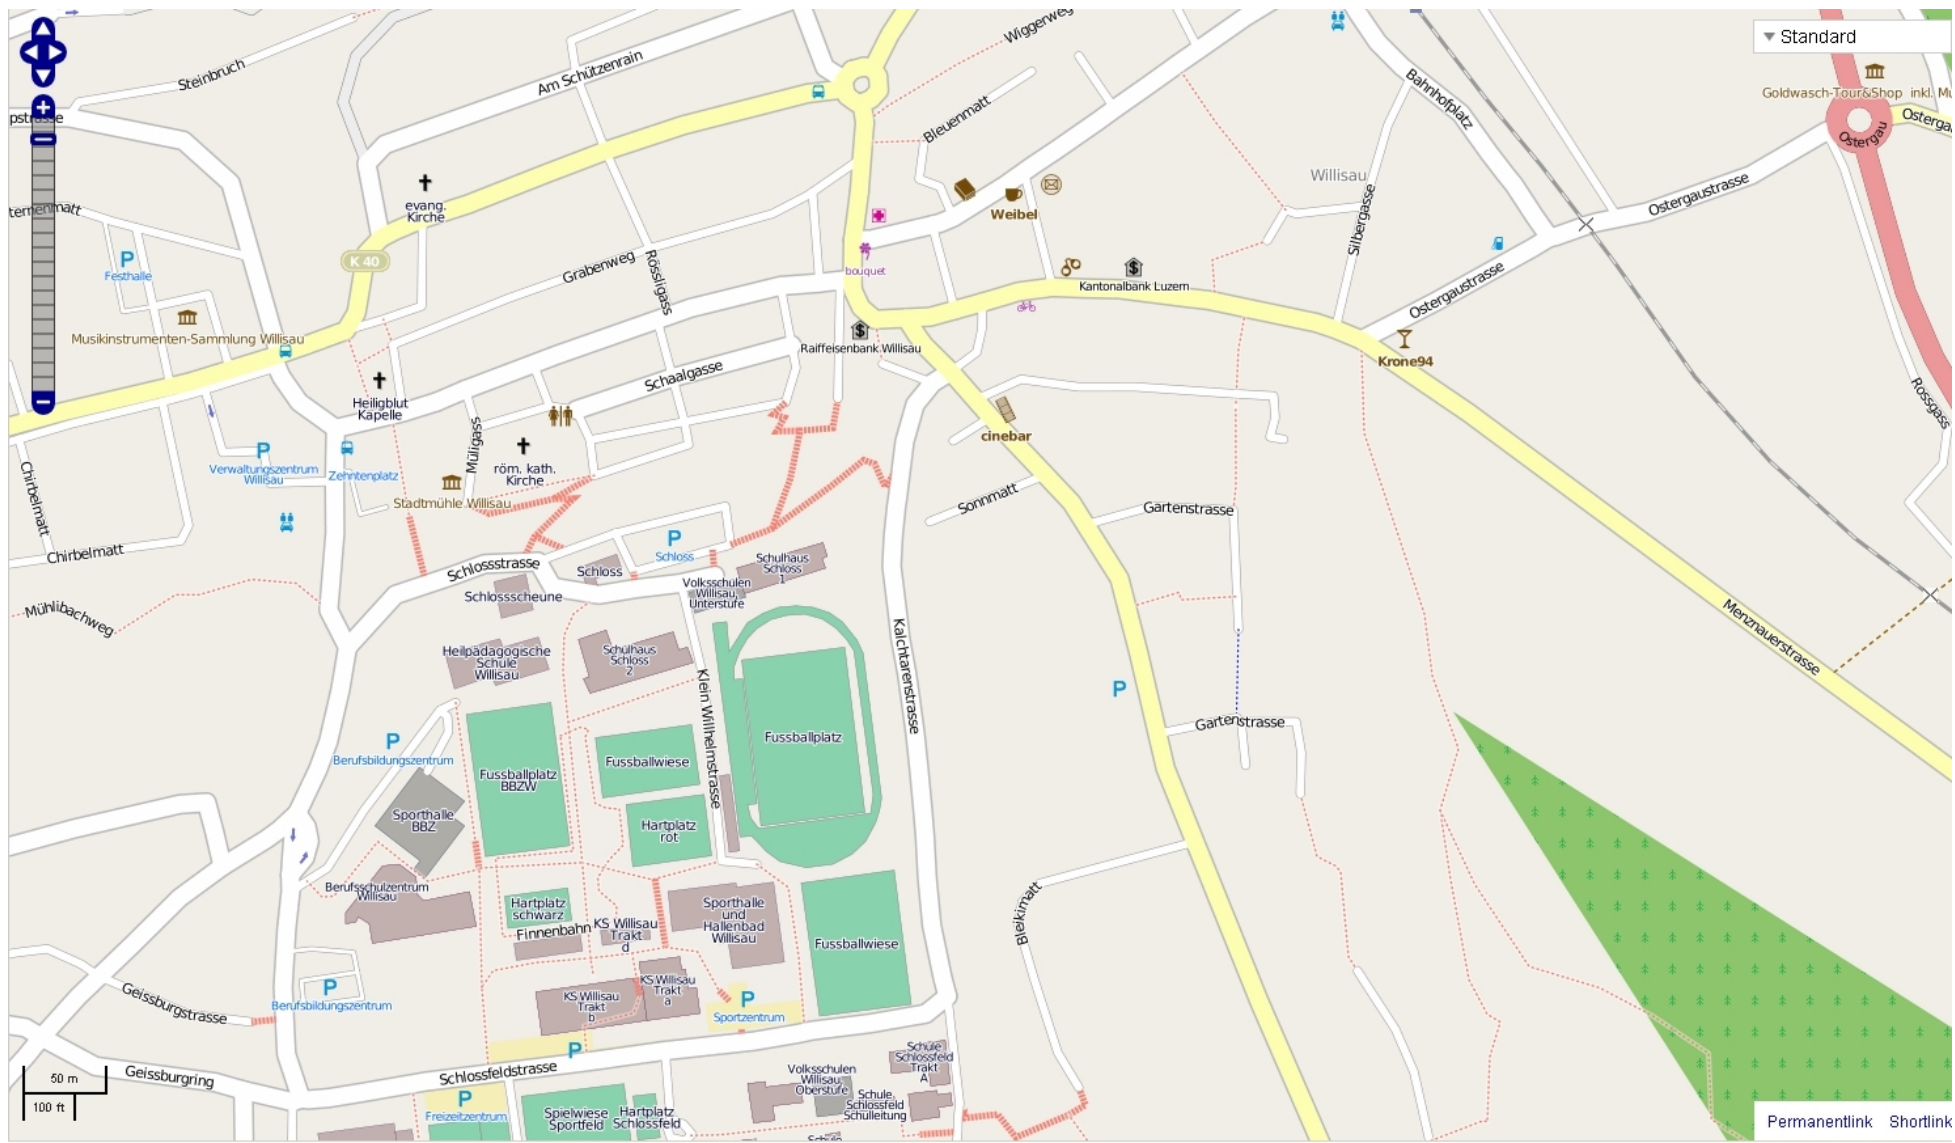 Wiggerweg
Standard
Steinbruch
Am Schützenrain
Bahnhofplatz
Goldwasch-Tour&Shop inkl. Mu
pstrasse
Bleuenmatt
Osterga
Ostergau
evang.
Kirche
Willisau
Ostergaustrasse
ternenmatt
Weibel
Silbergasse
K 40
P
Festhalle
Grabenweg
Rössligass
bouquet
$
Kantonalbank Luzern
Ostergaustrasse
Musikinstrumenten-Sammlung Willisau
$
Raiffeisenbank Willisau
Krone94
Schaalgasse
Heiligblut
Kapelle
Rossgass
cinebar
Müligass
P
Verwaltungszentrum
Willisau
Zehntenplatz
röm. kath.
Kirche
Stadtmühle Willisau
Chirbelmatt
Sonnmatt
Gartenstrasse
Chirbelmatt
P
Schloss
Schlossstrasse
Schloss
Schulhaus
Schloss
1
Schlossscheune
Volksschulen
Willisau,
Unterstufe
Mühlibachweg
Heilpädagogische
Schule
Willisau
Schulhaus
Schloss
2
Kalchtarenstrasse
Menznauerstrasse
Klein Willhelmstrasse
P
Gartenstrasse
P
Berufsbildungszentrum
Fussballplatz
BBZW
Fussballwiese
Fussballplatz
Sporthalle
BBZ
Hartplatz
rot
Berufsschulzentrum
Willisau
Hartplatz
schwarz
Finnenbahn
KS Willisau
Trakt
d
Sporthalle
und
Hallenbad
Willisau
Fussballwiese
Bleikimatt
P
Berufsbildungszentrum
Geissburgstrasse
KS Willisau
Trakt
b
KS Willisau
Trakt
a
P
Sportzentrum
P
Schlossfeldstrasse
Geissburgring
50 m
100 ft
P
Freizeitzentrum
Spielwiese
Sportfeld
Hartplatz
Schlossfeld
Volksschulen
Willisau,
Oberstufe
Schule
Schlossfeld
Trakt
A
Schule,
Schlossfeld
Schulleitung
Schule
Permanentlink Shortlink